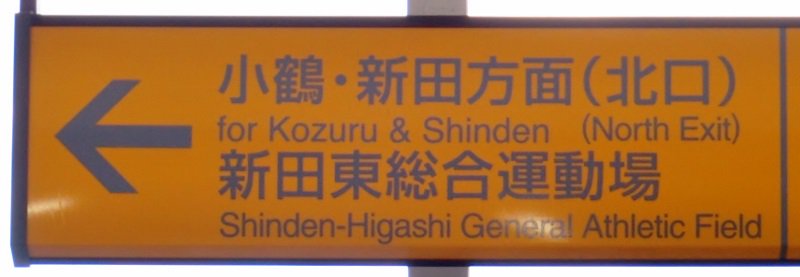 小鶴・新田方面(北口)
for Kozuru & Shinden (North Exit)
新田東総合運動場
Shinden-Higashi General Athletic Field